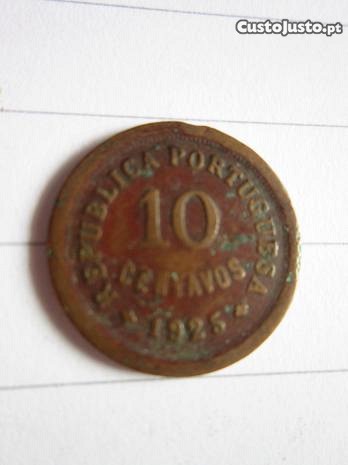 CustoJusto.pt
REPUBLICA PORTUGUESA
10
CENTAVOS
* 1925 *